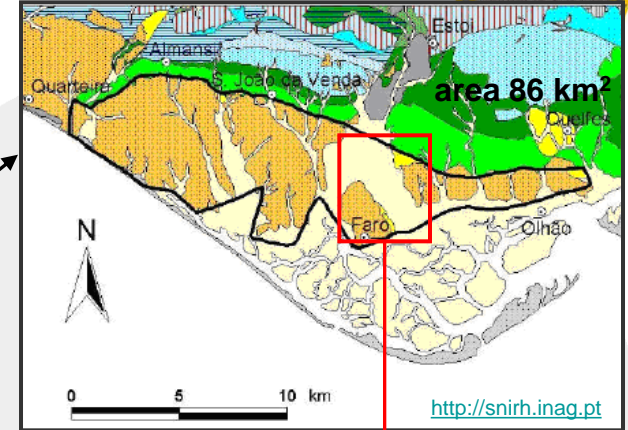 Estoi
Almansil
S. João da Venda
Quarteira
area 86 km²
Quelfes
Faro
Olhão
N
0 5 10 km
http://snirh.inag.pt